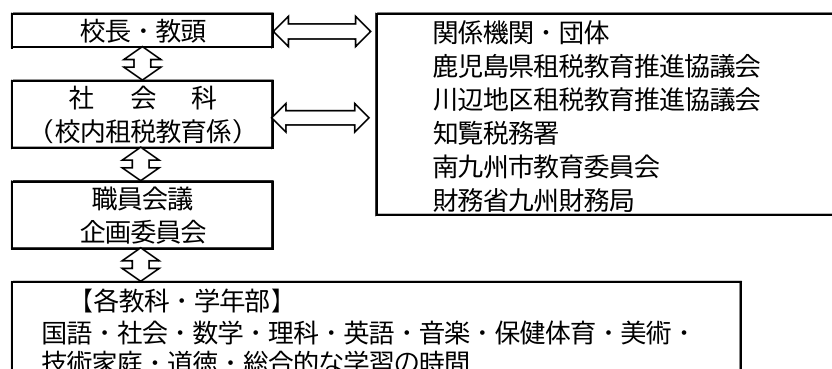 校長・教頭
社　会　科
（校内租税教育係）
職員会議
企画委員会
関係機関・団体
鹿児島県租税教育推進協議会
川辺地区租税教育推進協議会
知覧税務署
南九州市教育委員会
財務省九州財務局
【各教科・学年部】
国語・社会・数学・理科・英語・音楽・保健体育・美術・
技術家庭・道徳・総合的な学習の時間